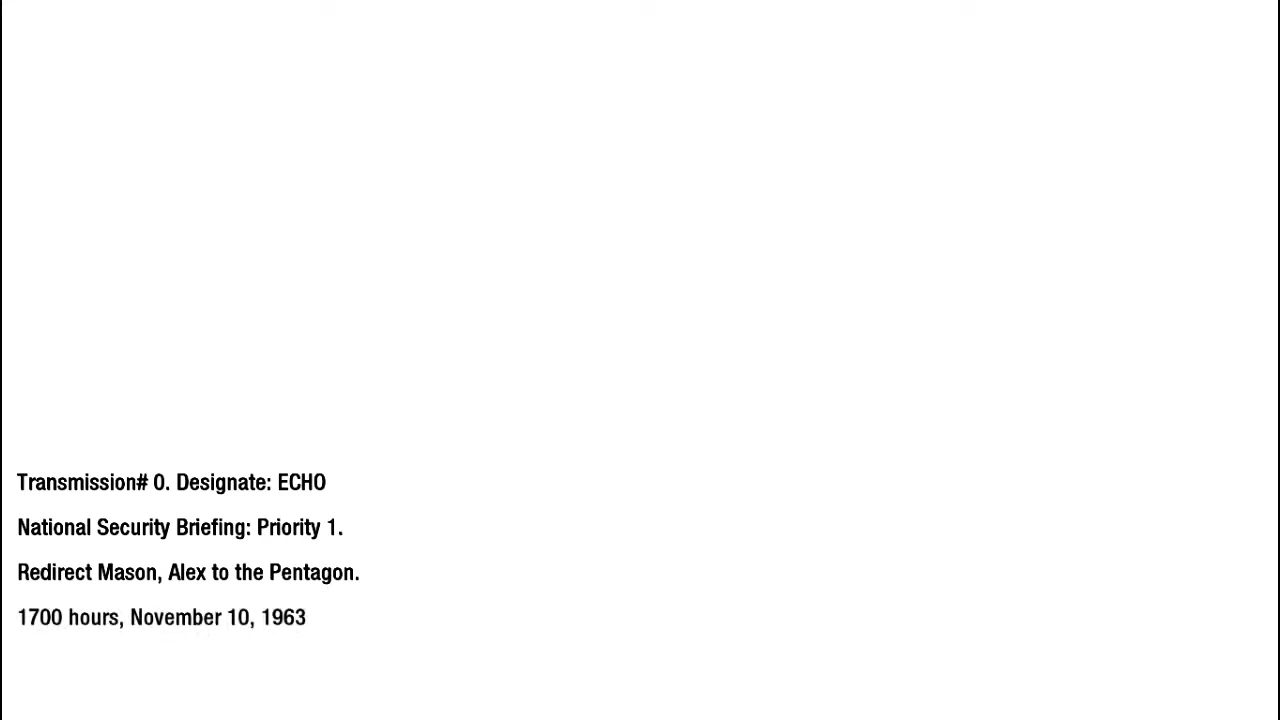 Transmission# 0. Designate: ECHO
National Security Briefing: Priority 1.
Redirect Mason, Alex to the Pentagon.
1700 hours, November 10, 1963